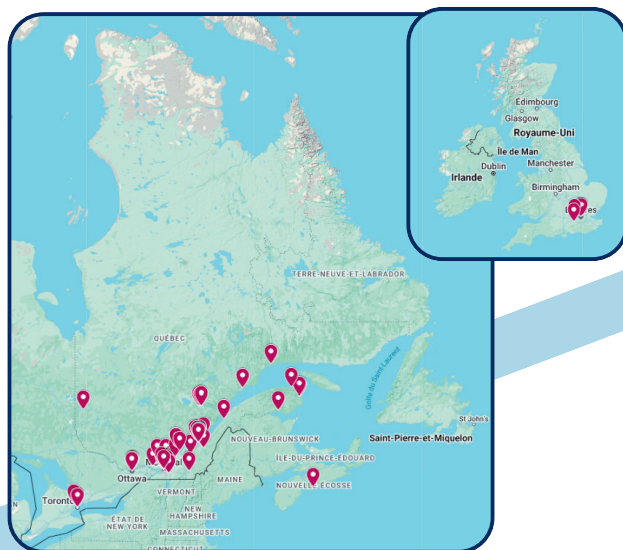 TERRE-NEUVE-ET-LABRADOR
QUÉBEC
Golfe du Saint-Laurent
St John's
Saint-Pierre-et-Miquelon
NOUVEAU-BRUNSWICK
ÎLE-DU-PRINCE-ÉDOUARD
Ottawa
MAINE
NOUVELLE-ÉCOSSE
VERMONT
Toronto
NEW
HAMPSHIRE
ÉTAT DE
NEW YORK
MASSACHUSETTS
CONNECTICUT
Édimbourg
Glasgow
Royaume-Uni
Île de Man
Dublin
Manchester
Irlande
Birmingham